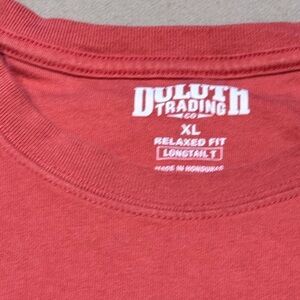 DULUTH
TRADING
CO
XL
RELAXED FIT
LONGTAIL T
MADE IN HONDURAS